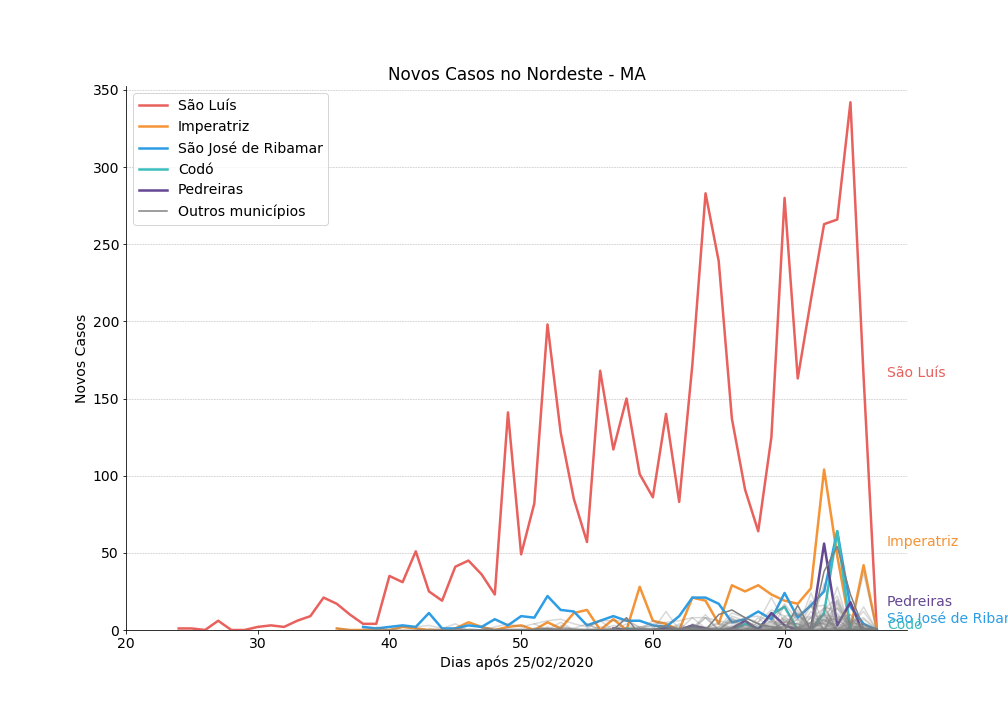 Novos Casos no Nordeste - MA
350
300
250
200
150
100
50
0
Novos Casos
São Luís
Imperatriz
São José de Ribamar
Codó
Pedreiras
Outros municípios
São Luís
Imperatriz
Pedreiras
São José de Ribamar
Codó
20
30
40
50
60
70
Dias após 25/02/2020